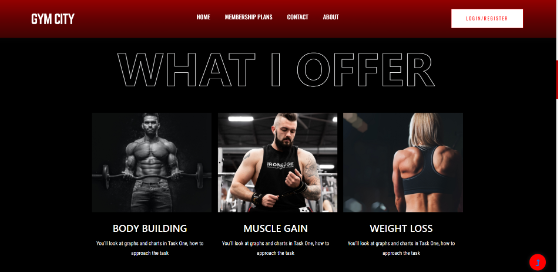 GYM CITY
HOME MEMBERSHIP PLANS CONTACT ABOUT
LOGIN/REGISTER
WHAT I OFFER
BODY BUILDING
MUSCLE GAIN
WEIGHT LOSS
You'll look at graphs and charts in Task One, how to
approach the task
You'll look at graphs and charts in Task One, how to
approach the task
You'll look at graphs and charts in Task One, how to
approach the task